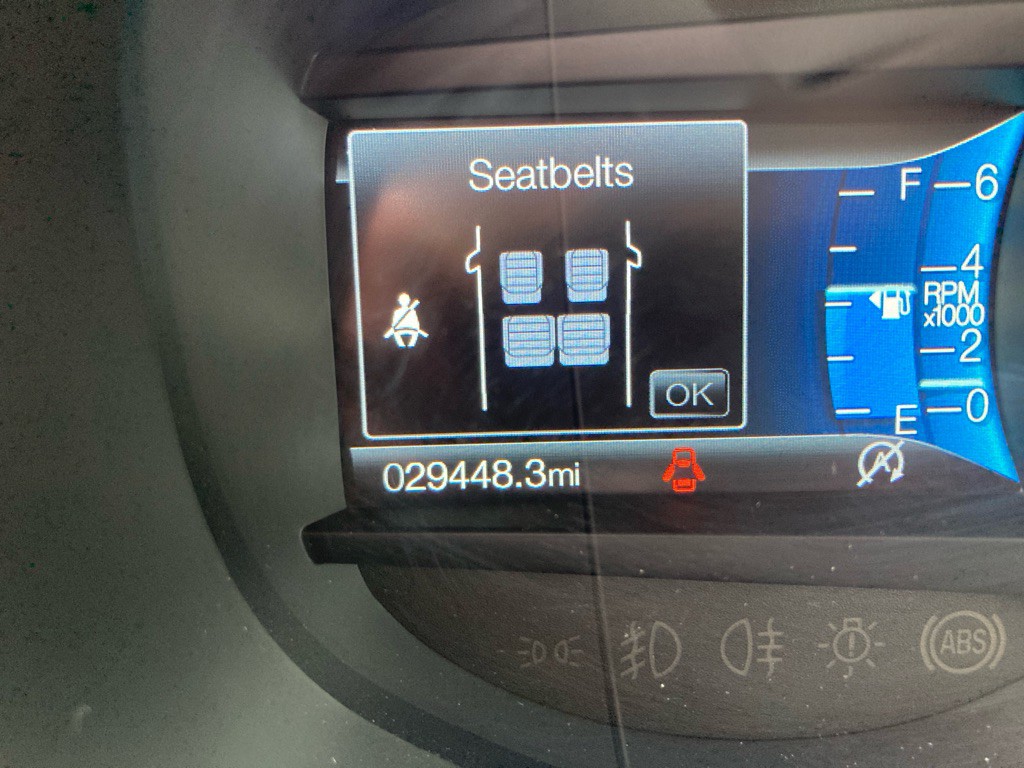 Seatbelts
F
6
4
RPM
x1000
2
OK
E
0
029448.3mi
A
ABS